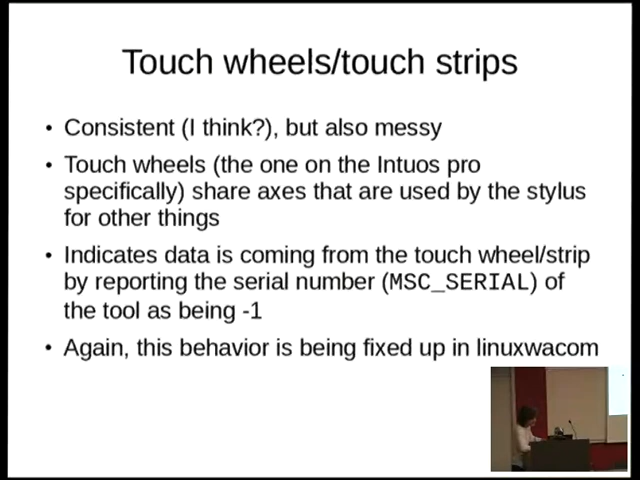 Touch wheels/touch strips
• Consistent (I think?), but also messy
• Touch wheels (the one on the Intuos pro
specifically) share axes that are used by the stylus
for other things
• Indicates data is coming from the touch wheel/strip
by reporting the serial number (MSC_SERIAL) of
the tool as being -1
• Again, this behavior is being fixed up in linuxwacom